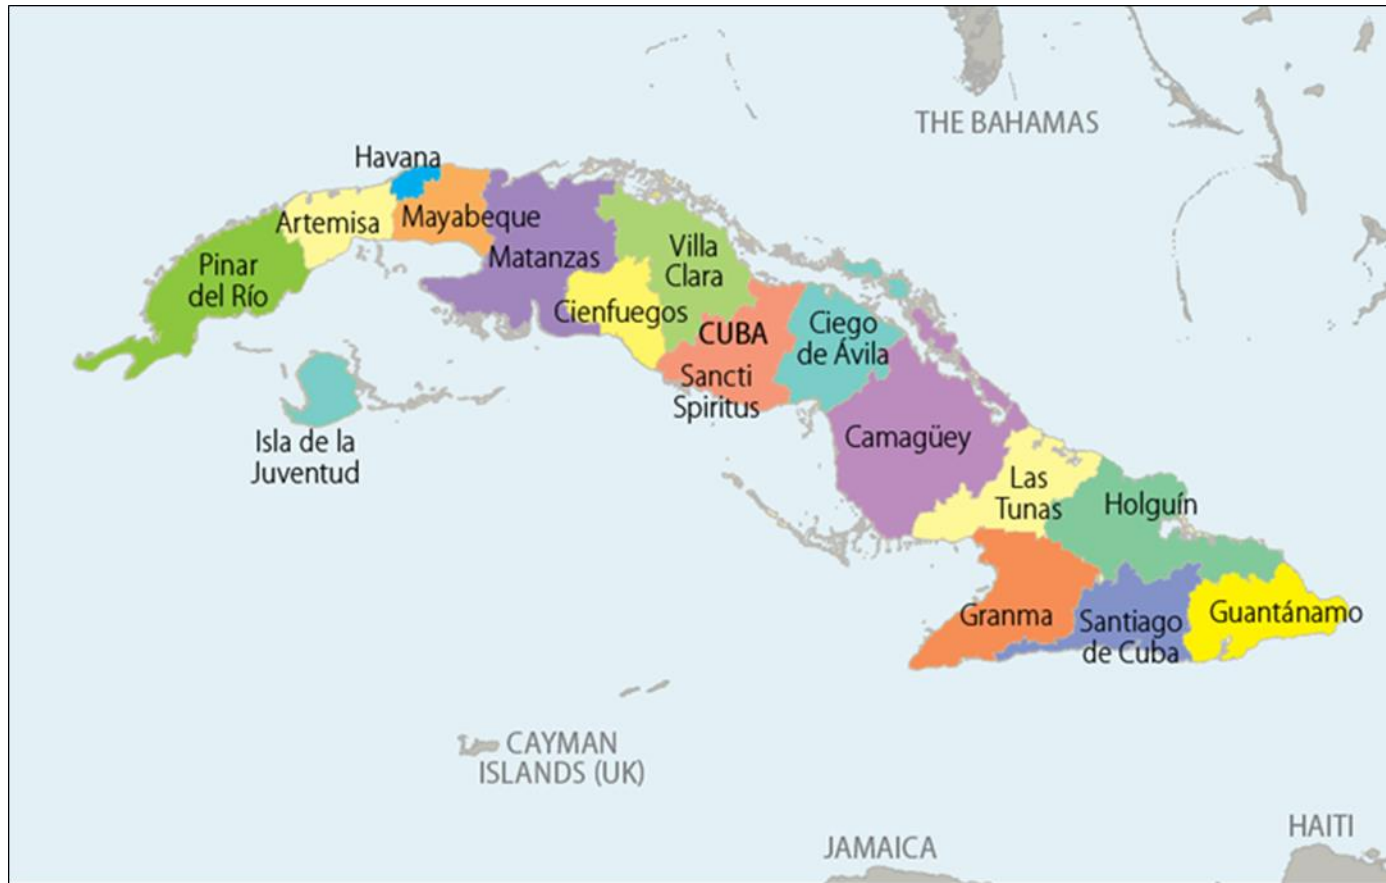 THE BAHAMAS
Havana
Artemisa
Mayabeque
Pinar
del Río
Matanzas
Villa
Clara
Cienfuegos
CUBA
Ciego
de Ávila
Sancti
Spiritus
Isla de la
Juventud
Camagüey
Las
Tunas
Holguín
Granma
Santiago
de Cuba
Guantánamo
CAYMAN
ISLANDS (UK)
JAMAICA
HAITI